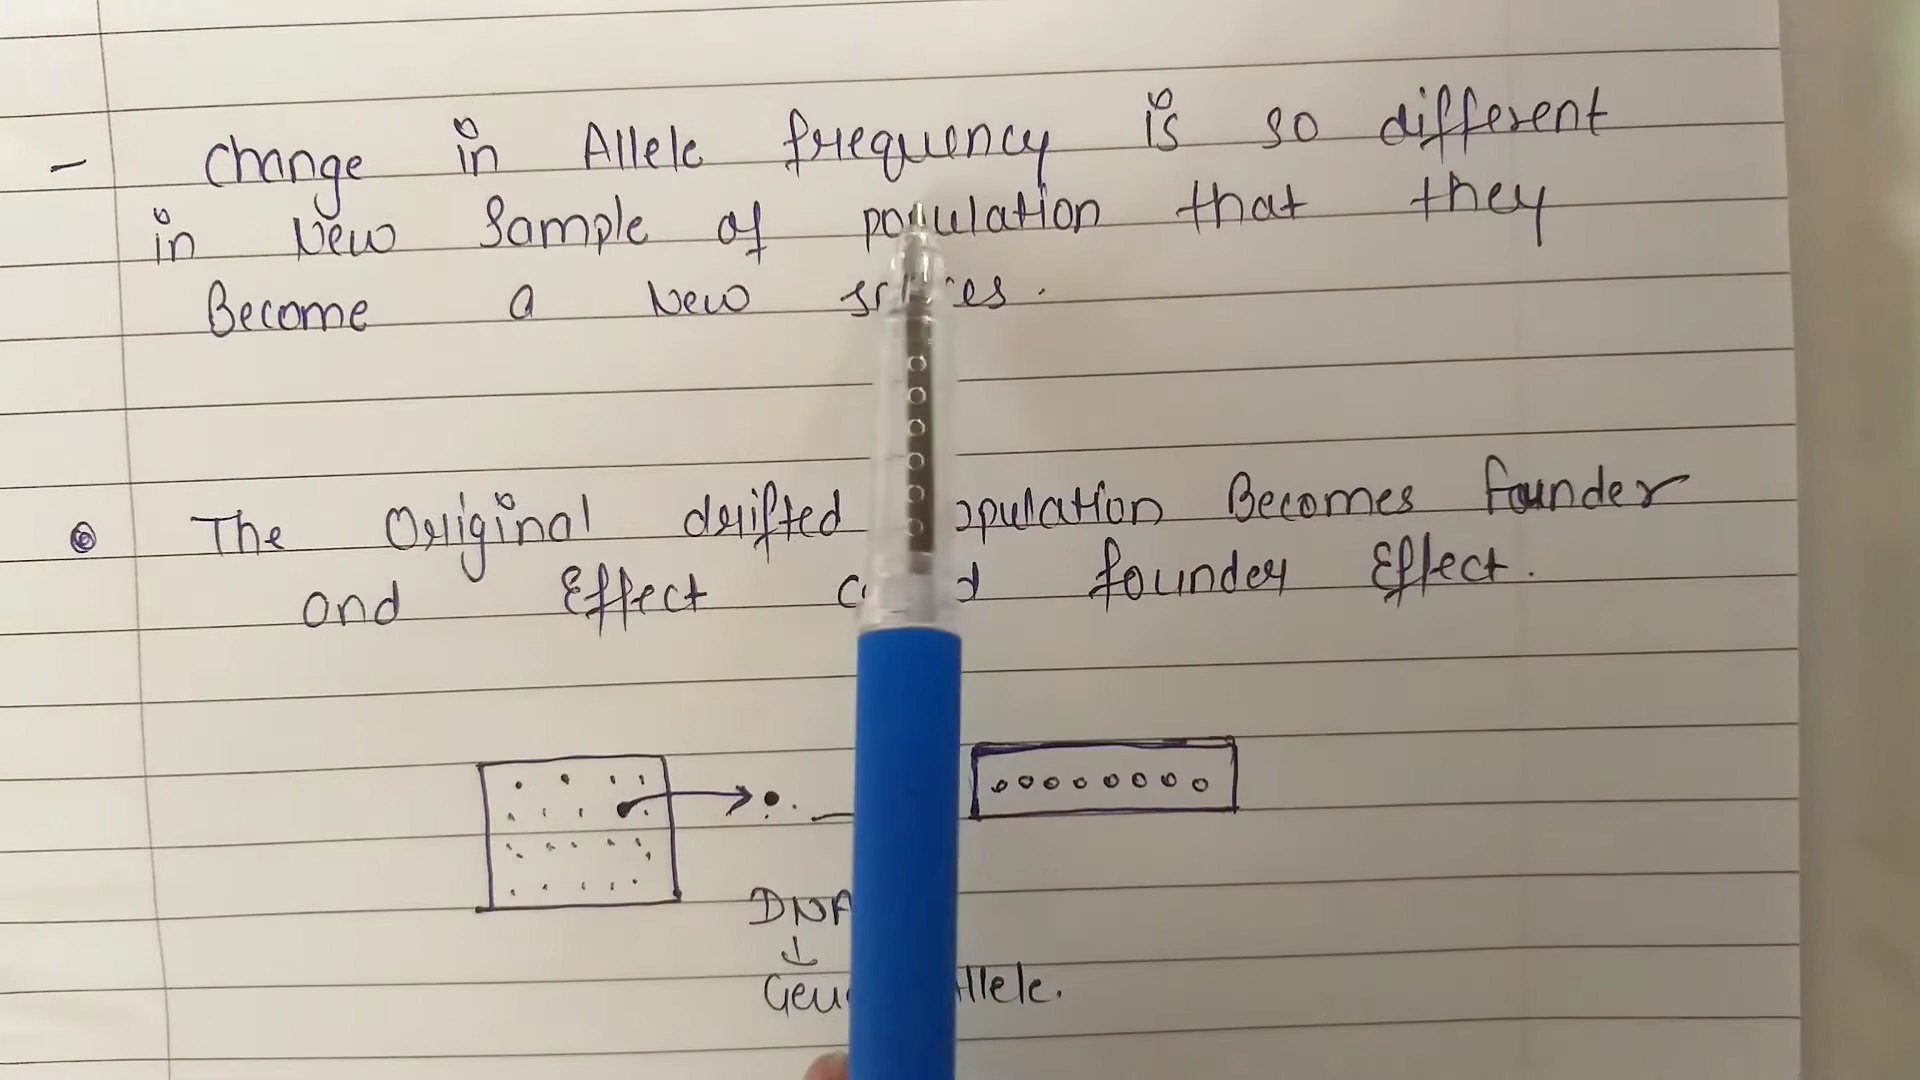 - Change in Allele frequency is so different
in New Sample of population that they
Become a New
The Original drifted Becomes founder
and Effect founder Effect.
DNA
↓